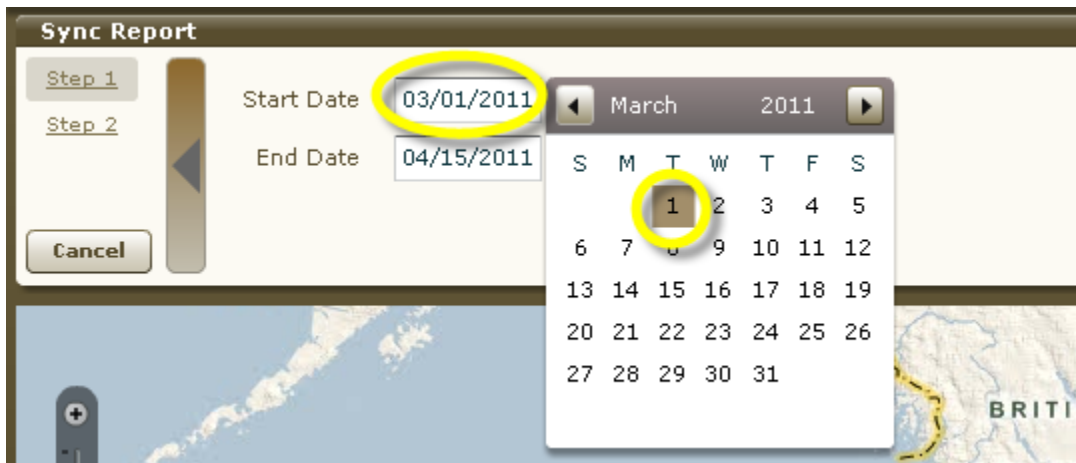 Sync Report
Step 1
Step 2
Cancel
Start Date 03/01/2011
End Date 04/15/2011
March 2011
S M T W T F S
1 2 3 4 5
6 7 8 9 10 11 12
13 14 15 16 17 18 19
20 21 22 23 24 25 26
27 28 29 30 31
BRITI